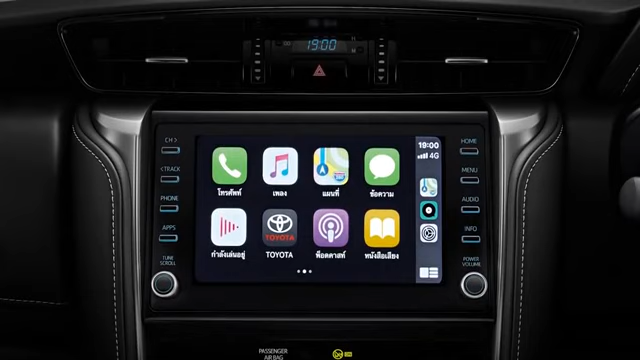 19:00
CH >
< TRACK
PHONE
APPS
TUNE
SCROLL
19:00
4G
โทรศัพท์
เพลง
แผนที่
ข้อความ
TOYOTA
กำลังเล่นอยู่
TOYOTA
พ็อดคาสท์
หนังสือเสียง
HOME
MENU
AUDIO
INFO
POWER
VOLUME
PASSENGER
AIR BAG